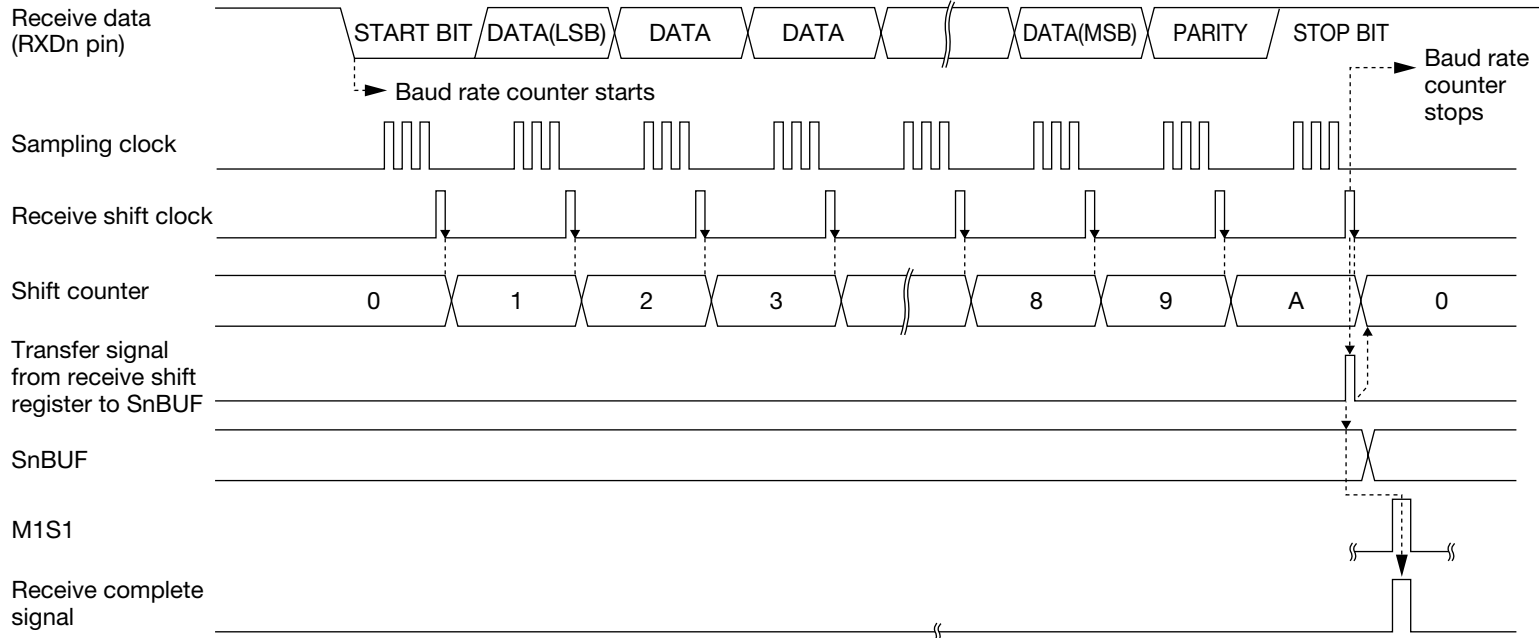 Receive data
(RXDn pin)
START BIT DATA(LSB) DATA DATA DATA(MSB) PARITY STOP BIT
Baud rate counter starts
Baud rate
counter
stops
Sampling clock
Receive shift clock
Shift counter
0 1 2 3 8 9 A 0
Transfer signal
from receive shift
register to SnBUF
SnBUF
M1S1
Receive complete
signal